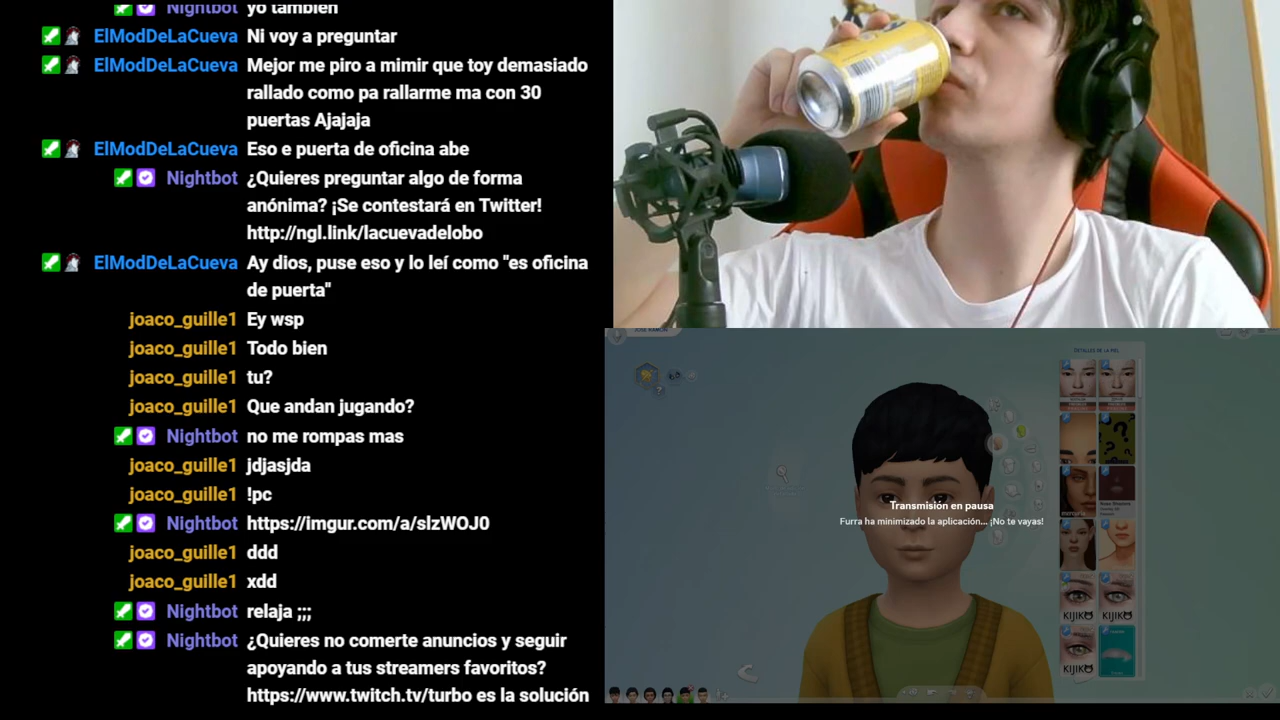 Nightbot yo también
ElModDeLaCueva Ni voy a preguntar
ElModDeLaCueva Mejor me piro a mimir que toy demasiado
rallado como pa rallarme ma con 30
puertas Ajajaja
ElModDeLaCueva Eso e puerta de oficina abe
Nightbot ¿Quieres preguntar algo de forma
anónima? ¡Se contestará en Twitter!
http://ngl.link/lacuevadelobo
ElModDeLaCueva Ay dios, puse eso y lo leí como "es oficina
de puerta"
joaco_guille1 Ey wsp
joaco_guille1 Todo bien
joaco_guille1 tu?
joaco_guille1 Que andan jugando?
Nightbot no me rompas mas
joaco_guille1 jdjasjda
joaco_guille1 !pc
Nightbot https://imgur.com/a/slzWOJ0
joaco_guille1 ddd
joaco_guille1 xdd
Nightbot relaja ;;;
Nightbot ¿Quieres no comerte anuncios y seguir
apoyando a tus streamers favoritos?
https://www.twitch.tv/turbo es la solución
DETALLES DE LA PIEL
Transmisión en pausa
Furra ha minimizado la aplicación... ¡No te vayas!
KIJIKO KIJIKO
KIJIKO